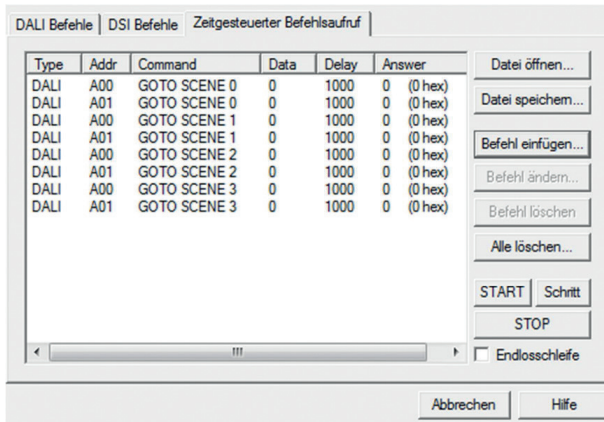 DALI Befehle DSI Befehle Zeitgesteuerter Befehlsaufruf
Type Addr Command Data Delay Answer
DALI A00 GOTO SCENE 0 0 1000 0 (0 hex)
DALI A01 GOTO SCENE 0 0 1000 0 (0 hex)
DALI A00 GOTO SCENE 1 0 1000 0 (0 hex)
DALI A01 GOTO SCENE 1 0 1000 0 (0 hex)
DALI A00 GOTO SCENE 2 0 1000 0 (0 hex)
DALI A01 GOTO SCENE 2 0 1000 0 (0 hex)
DALI A00 GOTO SCENE 3 0 1000 0 (0 hex)
DALI A01 GOTO SCENE 3 0 1000 0 (0 hex)
Datei öffnen...
Datei speichern...
Befehl einfügen...
Befehl ändern...
Befehl löschen
Alle löschen...
START Schritt
STOP
Endlosschleife
Abbrechen Hilfe